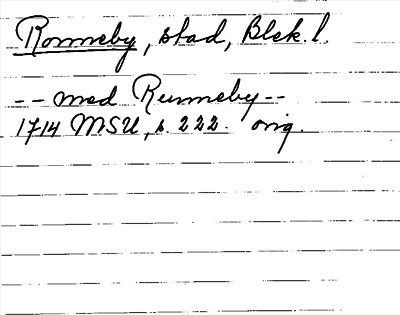 Ronneby, stad, Blek. l.
-- med Runneby --
1714 MSU, s. 222. orig.